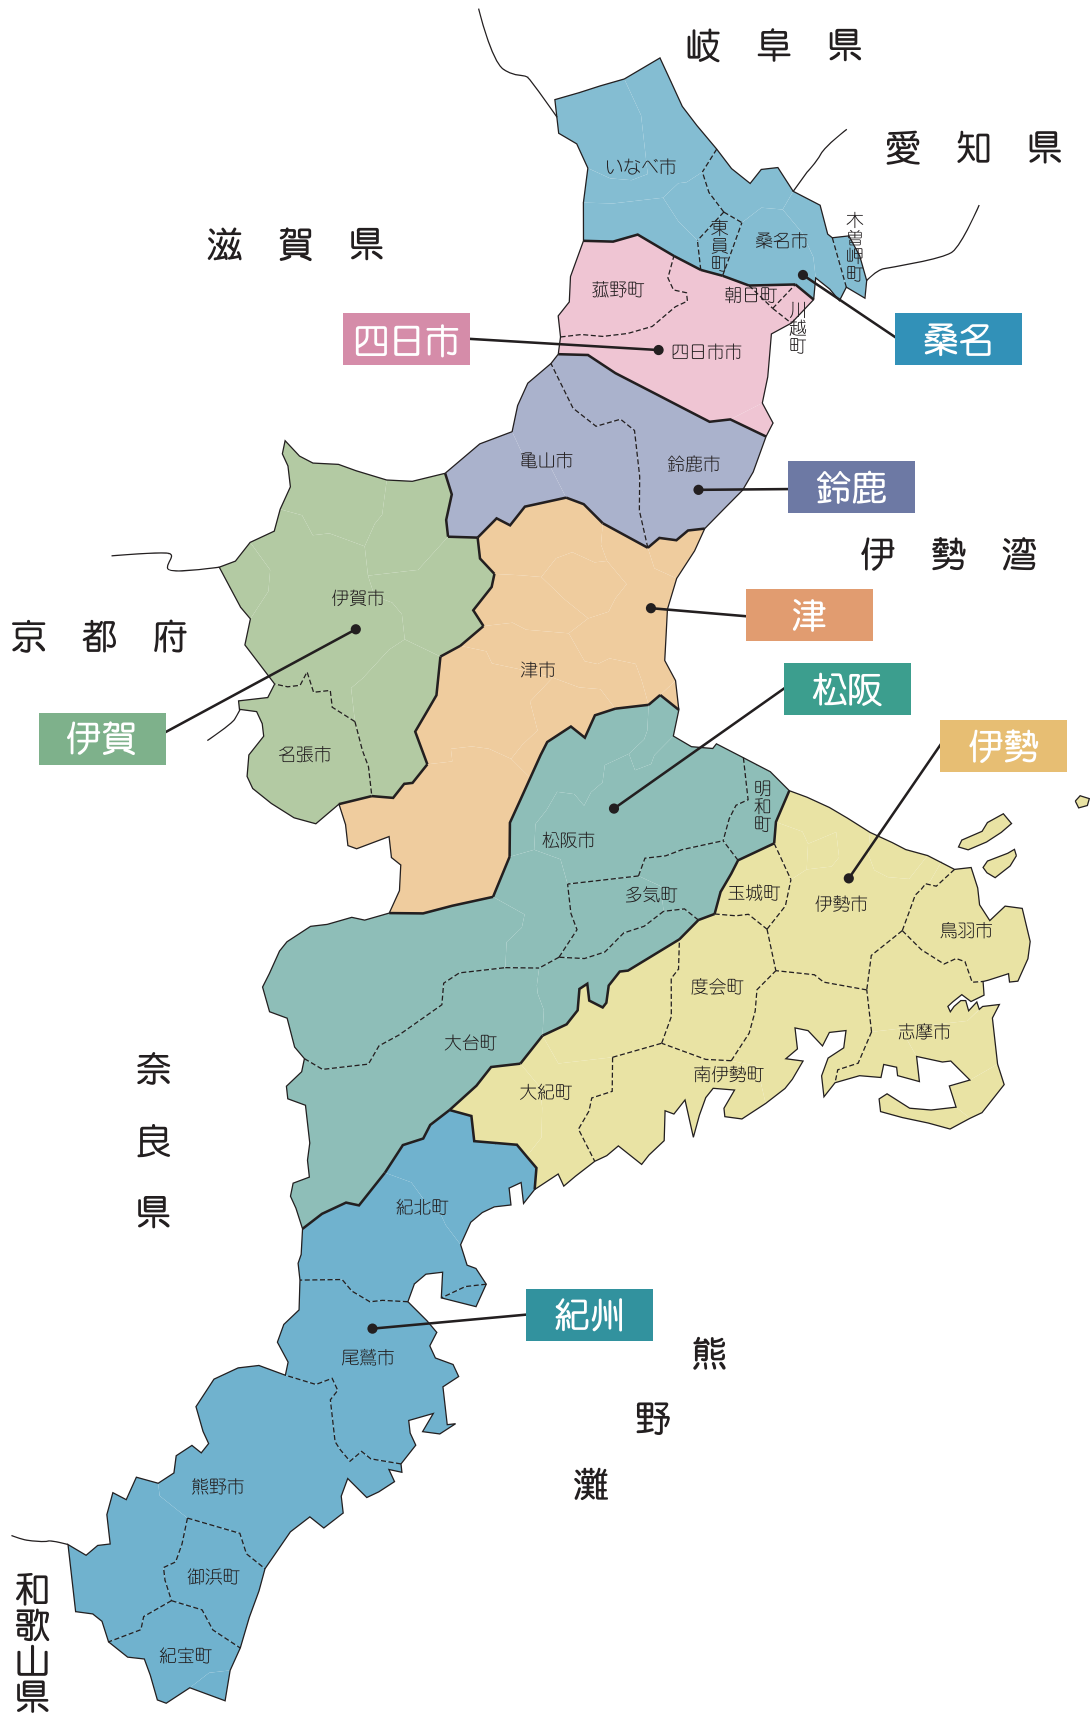 岐阜県
愛知県
滋賀県
いなべ市
東員町
桑名市
木曽岬町
菰野町
朝日町
川越町
四日市
四日市市
桑名
亀山市
鈴鹿市
鈴鹿
伊勢湾
伊賀市
津
京都府
津市
松阪
伊賀
名張市
伊勢
明和町
松阪市
多気町
玉城町
伊勢市
鳥羽市
度会町
志摩市
大台町
南伊勢町
大紀町
奈良県
紀北町
紀州
尾鷲市
熊野灘
熊野市
御浜町
和歌山県
紀宝町